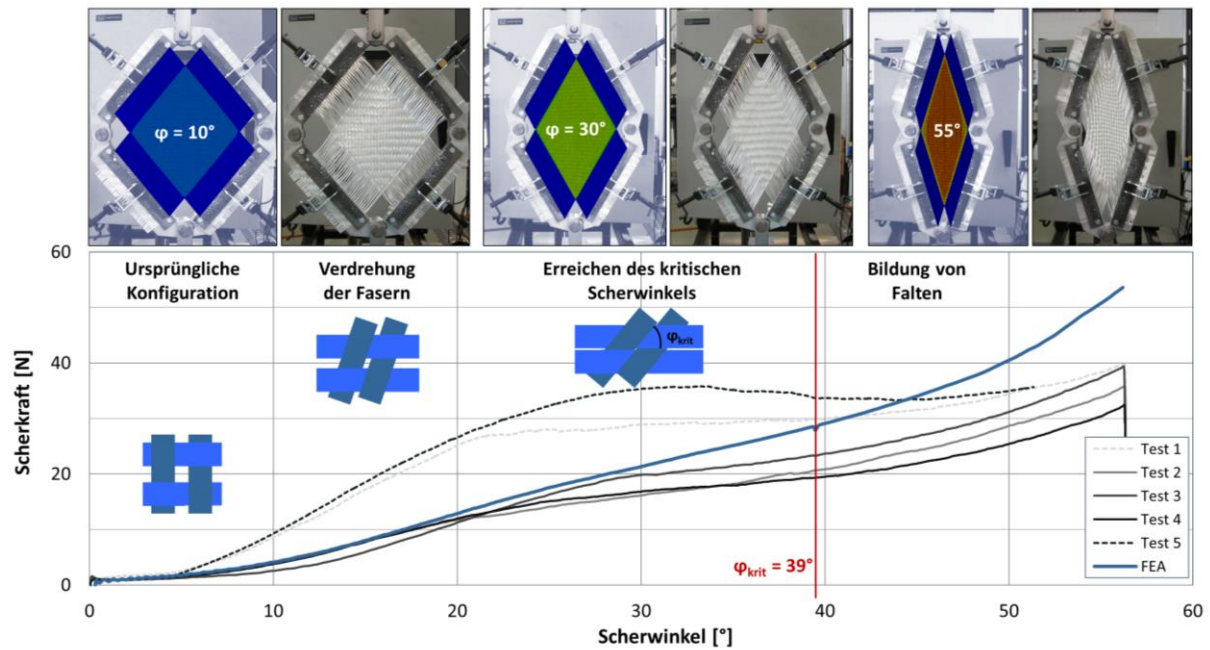 φ = 10°
φ = 30°
55°
Ursprüngliche
Konfiguration
Verdrehung
der Fasern
Erreichen des kritischen
Scherwinkels
Bildung von
Falten
φkrit
φkrit = 39°
Scherkraft [N]
60
40
20
0
0
10
20
30
40
50
60
Scherwinkel [°]
Test 1
Test 2
Test 3
Test 4
Test 5
FEA